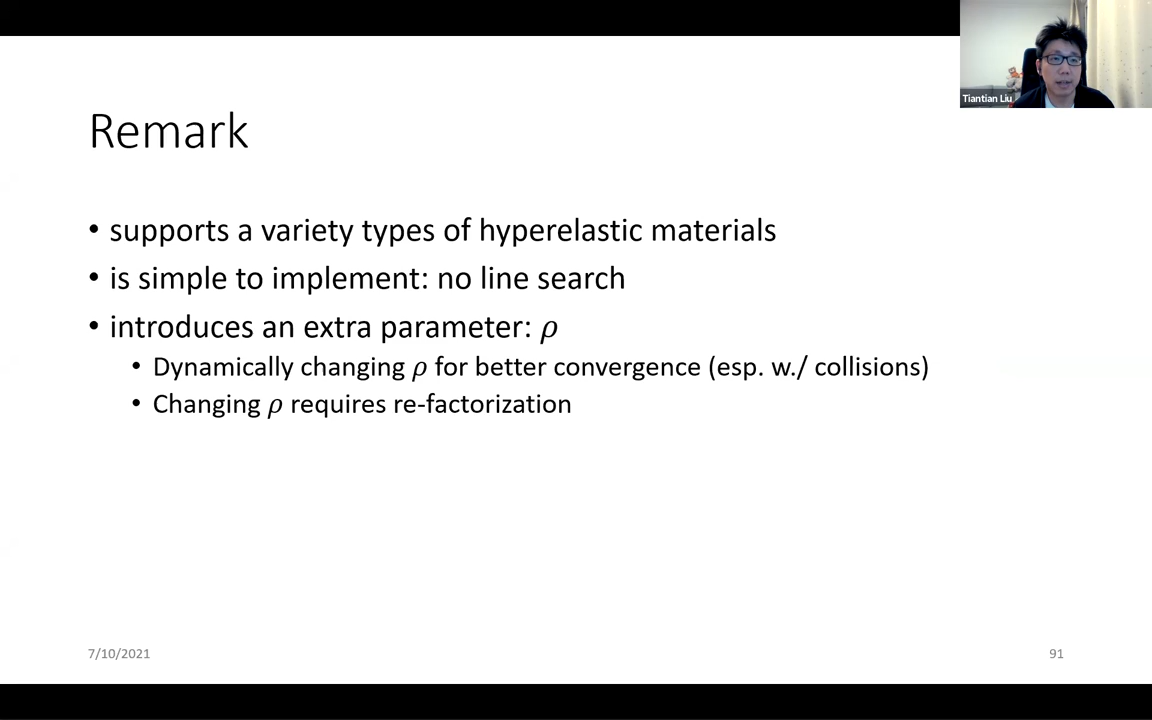 Tiantian Liu
Remark
• supports a variety types of hyperelastic materials
• is simple to implement: no line search
• introduces an extra parameter: ρ
• Dynamically changing ρ for better convergence (esp. w./ collisions)
• Changing ρ requires re-factorization
7/10/2021
91